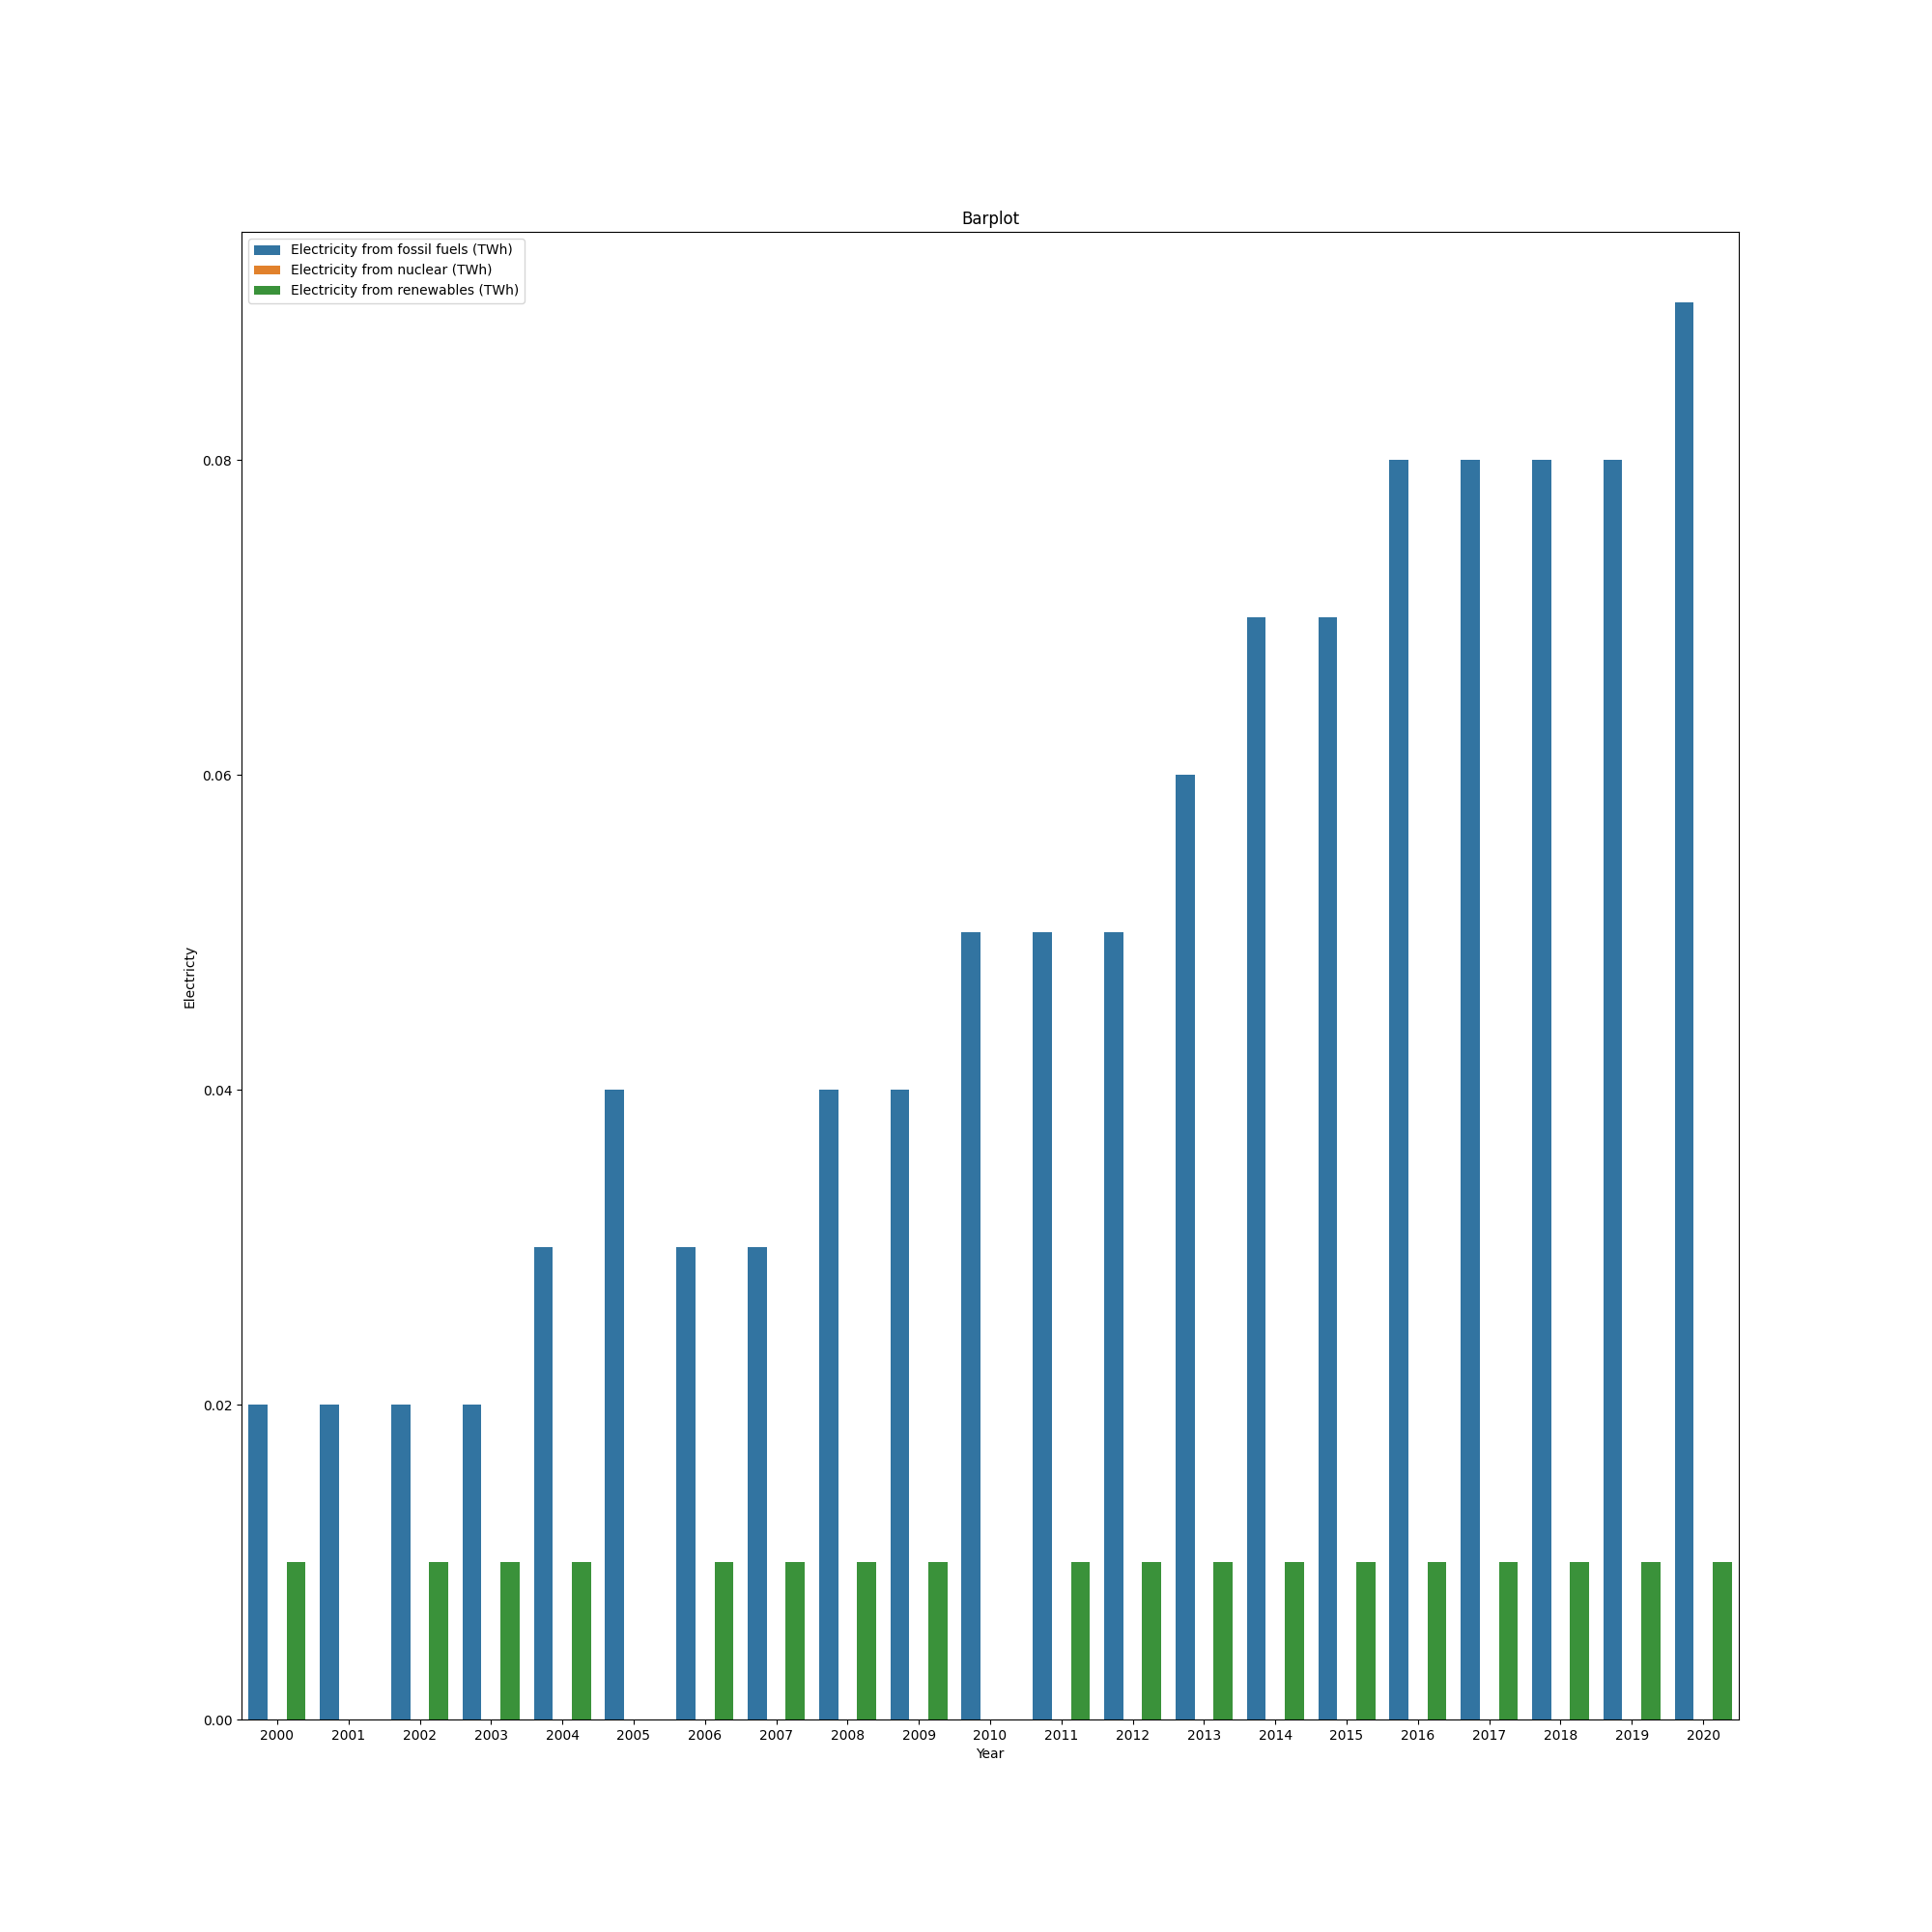 Barplot
Electricity from fossil fuels (TWh)
Electricity from nuclear (TWh)
Electricity from renewables (TWh)
0.08
0.06
0.04
0.02
0.00
Electricty
2000 2001 2002 2003 2004 2005 2006 2007 2008 2009 2010 2011 2012 2013 2014 2015 2016 2017 2018 2019 2020
Year